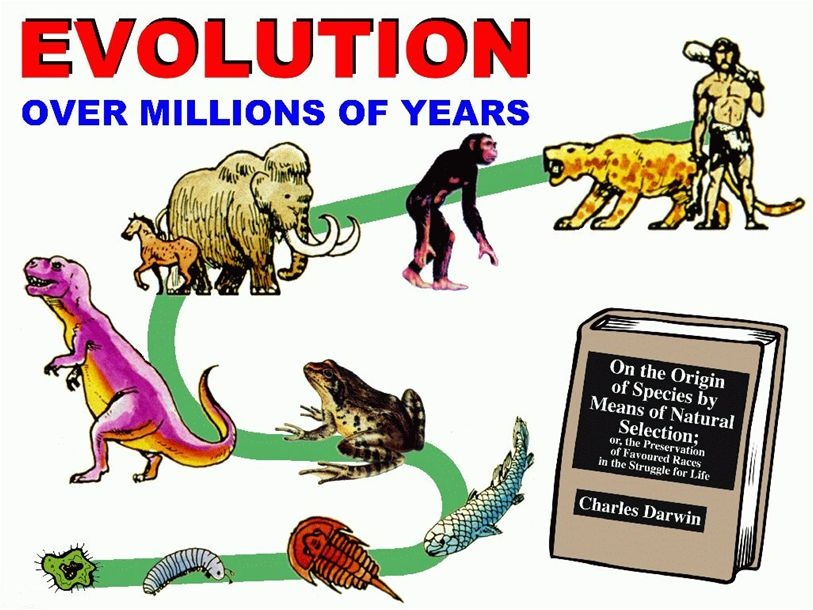 EVOLUTION
OVER MILLIONS OF YEARS
On the Origin
of Species by
Means of Natural
Selection;
or, the Preservation
of Favoured Races
in the Struggle for Life
Charles Darwin